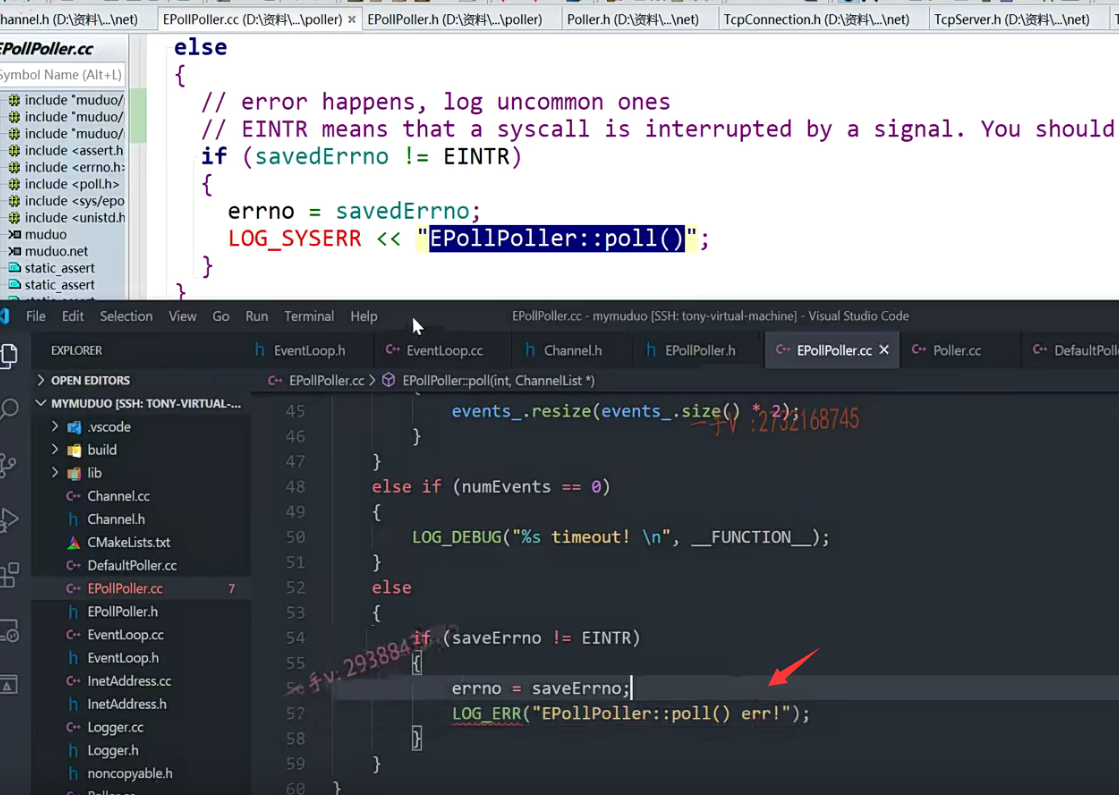 hannel.h (D:\资料\...\net)
EPollPoller.cc (D:\资料\...\poller)
EPollPoller.h (D:\资料\...\poller)
Poller.h (D:\资料\...\net)
TcpConnection.h (D:\资料\...\net)
TcpServer.h (D:\资料\...\net)
EPollPoller.cc
Symbol Name (Alt+L)
include "muduo/
include "muduo/
include "muduo/
include <assert.h
include <errno.h>
include <poll.h>
include <sys/epo
include <unistd.h
muduo
muduo.net
static_assert
static_assert
else
{
// error happens, log uncommon ones
// EINTR means that a syscall is interrupted by a signal. You should
if (savedErrno != EINTR)
{
errno = savedErrno;
LOG_SYSERR << "EPollPoller::poll()";
}
}
File Edit Selection View Go Run Terminal Help
EPollPoller.cc - mymuduo [SSH: tony-virtual-machine] - Visual Studio Code
EXPLORER
OPEN EDITORS
MYMUDUO [SSH: TONY-VIRTUAL-...
.vscode
build
lib
Channel.cc
Channel.h
CMakeLists.txt
DefaultPoller.cc
EPollPoller.cc 7
EPollPoller.h
EventLoop.cc
EventLoop.h
InetAddress.cc
InetAddress.h
Logger.cc
Logger.h
noncopyable.h
EventLoop.h
EventLoop.cc
Channel.h
EPollPoller.h
EPollPoller.cc
Poller.cc
DefaultPoll
EPollPoller.cc > EPollPoller::poll(int, ChannelList *)
45 events_.resize(events_.size() * 2);
一手V :2732168745
46 }
47 }
48 else if (numEvents == 0)
49 {
50 LOG_DEBUG("%s timeout! \n", __FUNCTION__);
51 }
52 else
53 {
54 if (saveErrno != EINTR)
55 {
56 errno = saveErrno;
57 LOG_ERR("EPollPoller::poll() err!");
58 }
59 }
60 }